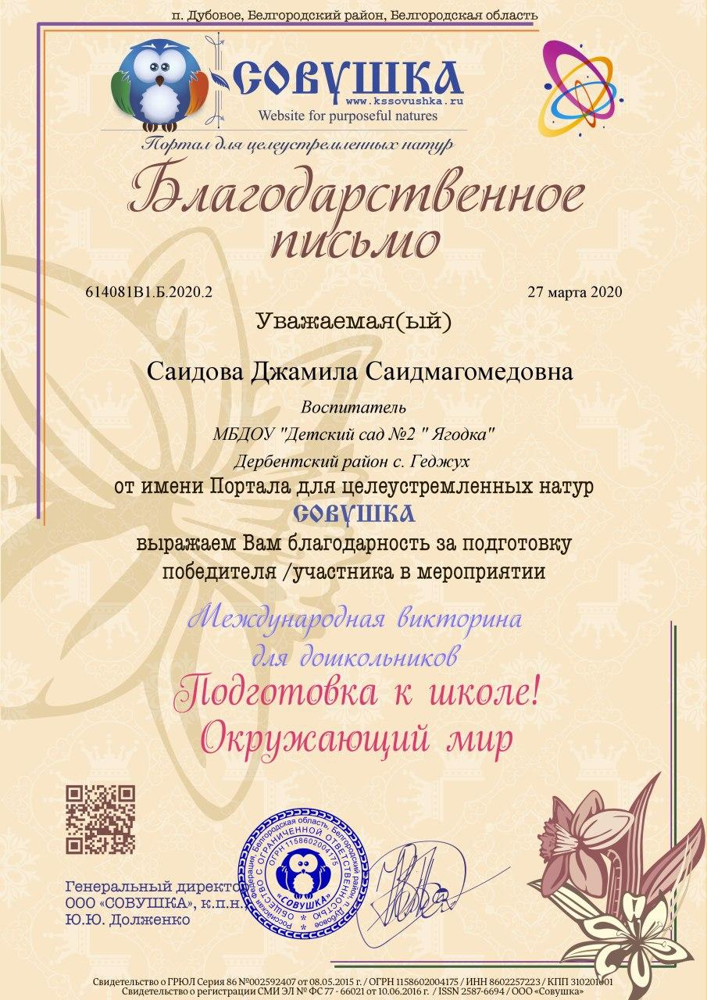 п. Дубовое, Белгородский район, Белгородская область
СОВУШКА
www.kssovushka.ru
Website for purposeful natures
Портал для целеустремленных натур
Благодарственное
письмо
614081В1.Б.2020.2
27 марта 2020
Уважаемая(ый)
Саидова Джамила Саидмагомедовна
Воспитатель
МБДОУ "Детский сад №2 " Ягодка"
Дербентский район с. Геджух
от имени Портала для целеустремленных натур
СОВУШКА
выражаем Вам благодарность за подготовку
победителя /участника в мероприятии
Международная викторина
для дошкольников
Подготовка к школе!
Окружающий мир
Российская Федерация, Белгородская область, Белгородский район, п. Дубовое
ОБЩЕСТВО С ОГРАНИЧЕННОЙ ОТВЕТСТВЕННОСТЬЮ
ОГРН 1158602004175
«СОВУШКА»
Генеральный директор
ООО «СОВУШКА», к.п.н.,
Ю.Ю. Долженко
Свидетельство о ГРЮЛ Серия 86 №002592407 от 08.05.2015 г. / ОГРН 1158602004175 / ИНН 8602257223 / КПП 310201001
Свидетельство о регистрации СМИ ЭЛ № ФС 77 - 66021 от 10.06.2016 г. / ISSN 2587-6694 / ООО «Совушка»